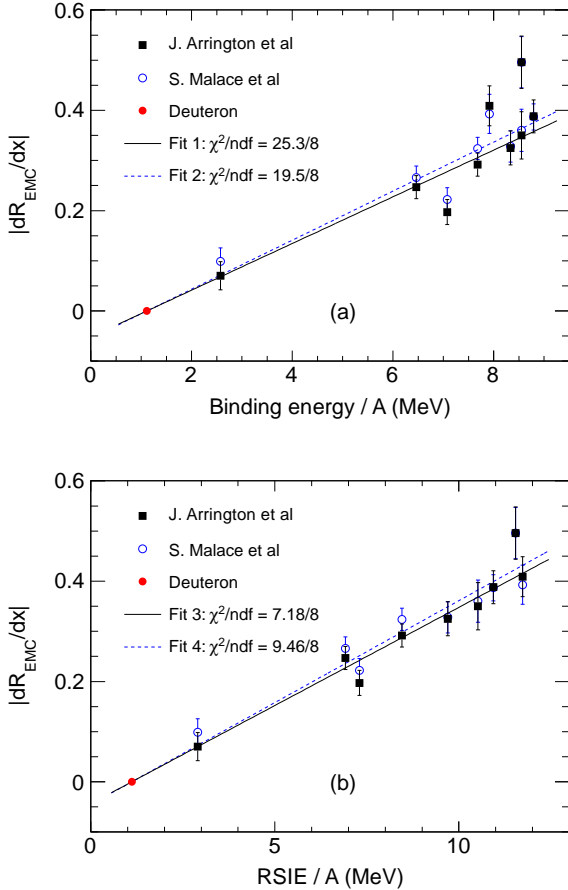 (a)
0.6
J. Arrington et al
S. Malace et al
Deuteron
Fit 1: χ²/ndf = 25.3/8
Fit 2: χ²/ndf = 19.5/8
0.4
0.2
0
|dR_EMC/dx|
0 2 4 6 8
Binding energy / A (MeV)
0.6
J. Arrington et al
S. Malace et al
Deuteron
Fit 3: χ²/ndf = 7.18/8
Fit 4: χ²/ndf = 9.46/8
0.4
0.2
0
|dR_EMC/dx|
(b)
0 5 10
RSIE / A (MeV)